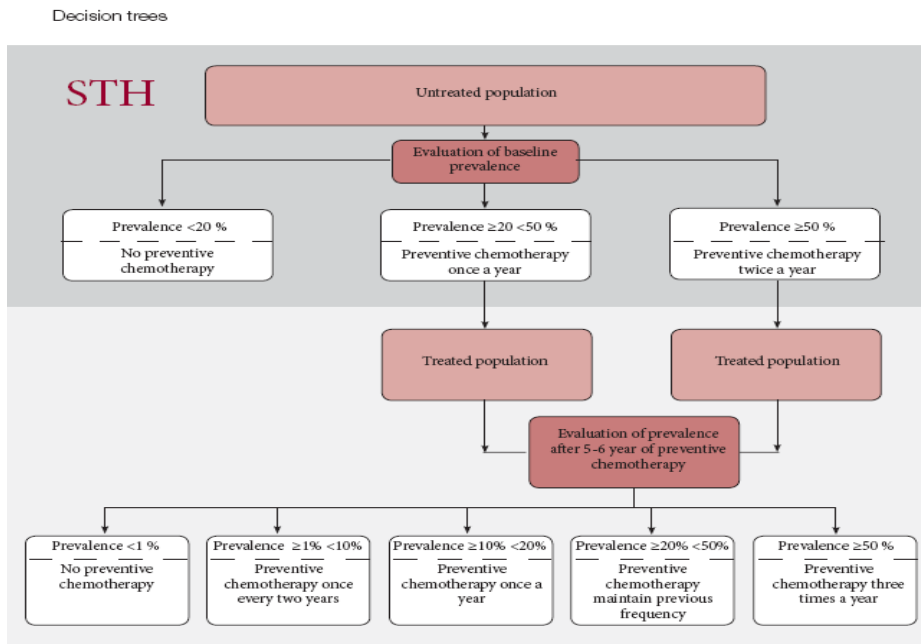 Decision trees
STH
Untreated population
Evaluation of baseline
prevalence
Prevalence <20 %
No preventive
chemotherapy
Prevalence ≥20 <50 %
Preventive chemotherapy
once a year
Prevalence ≥50 %
Preventive chemotherapy
twice a year
Treated population
Treated population
Evaluation of prevalence
after 5-6 year of preventive
chemotherapy
Prevalence <1 %
No preventive
chemotherapy
Prevalence ≥1% <10%
Preventive
chemotherapy once
every two years
Prevalence ≥10% <20%
Preventive
chemotherapy once a
year
Prevalence ≥20% <50%
Preventive
chemotherapy
maintain previous
frequency
Prevalence ≥50 %
Preventive
chemotherapy three
times a year